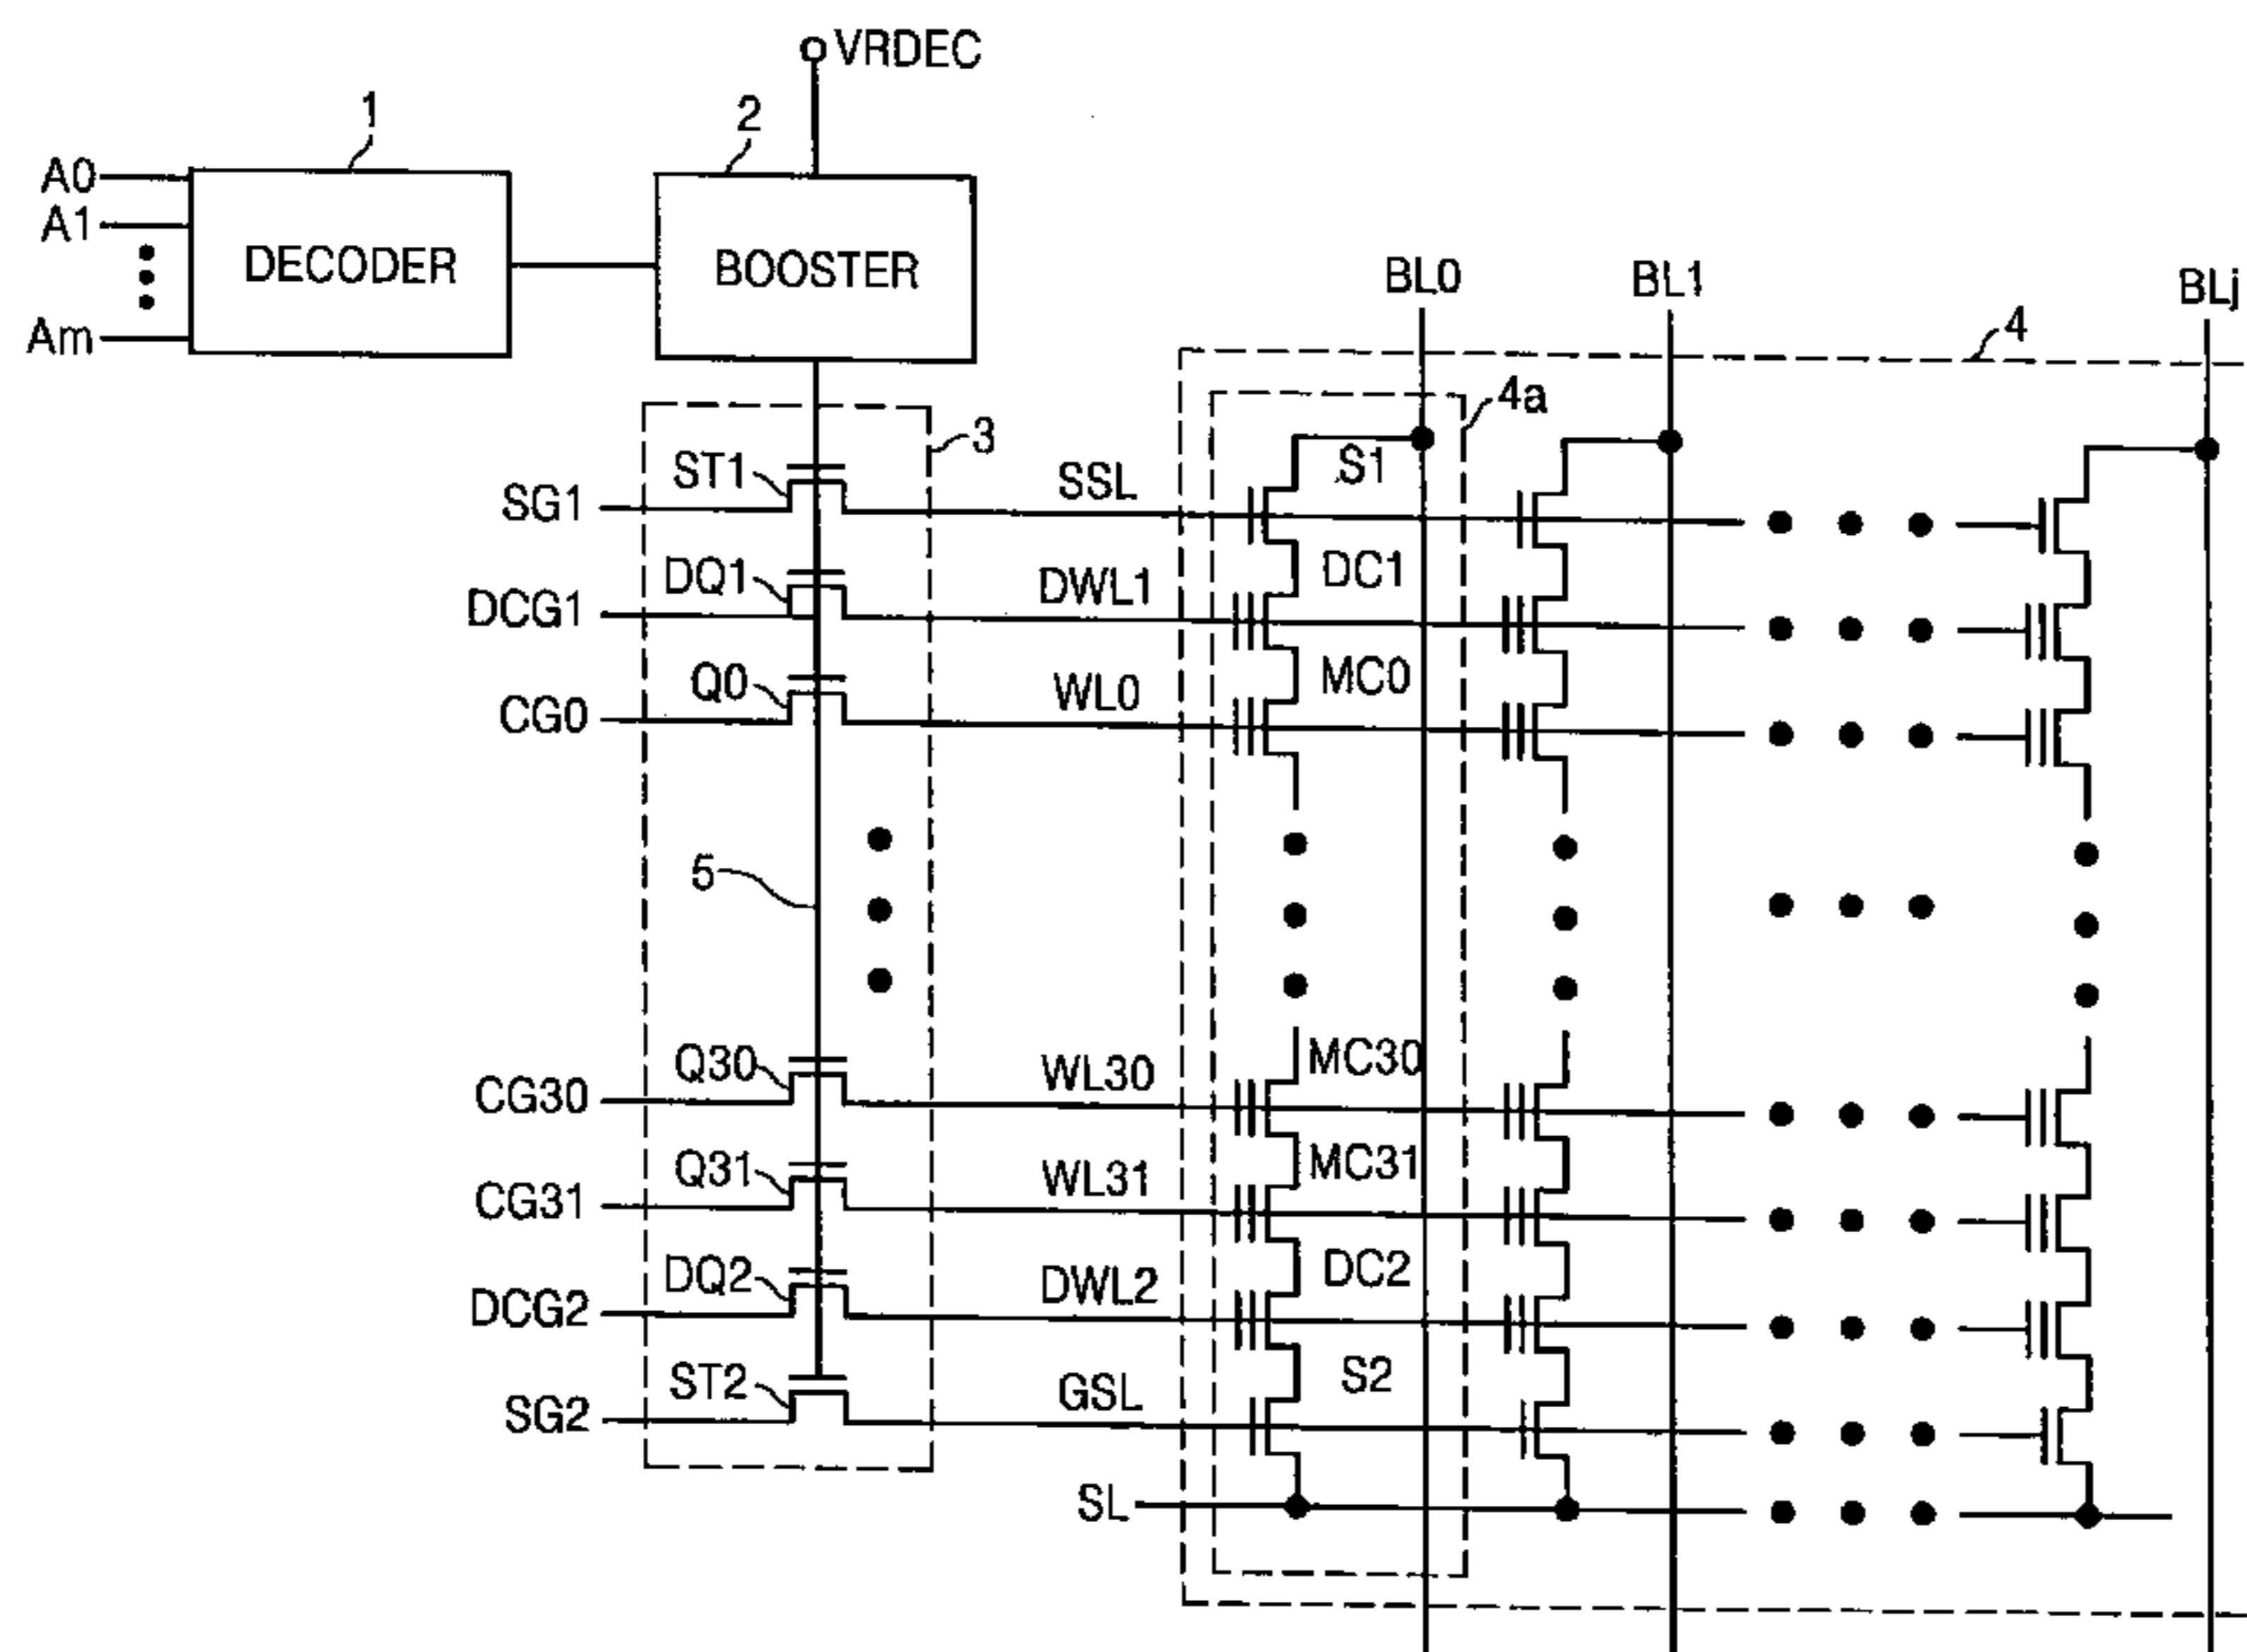 VRDEC
1
2
A0
A1
Am
DECODER
BOOSTER
BL0
BL1
BLj
4
4a
3
SG1
ST1
SSL
S1
DCG1
DQ1
DWL1
DC1
CG0
Q0
WL0
MC0
5
CG30
Q30
WL30
MC30
CG31
Q31
WL31
MC31
DCG2
DQ2
DWL2
DC2
SG2
ST2
GSL
S2
SL